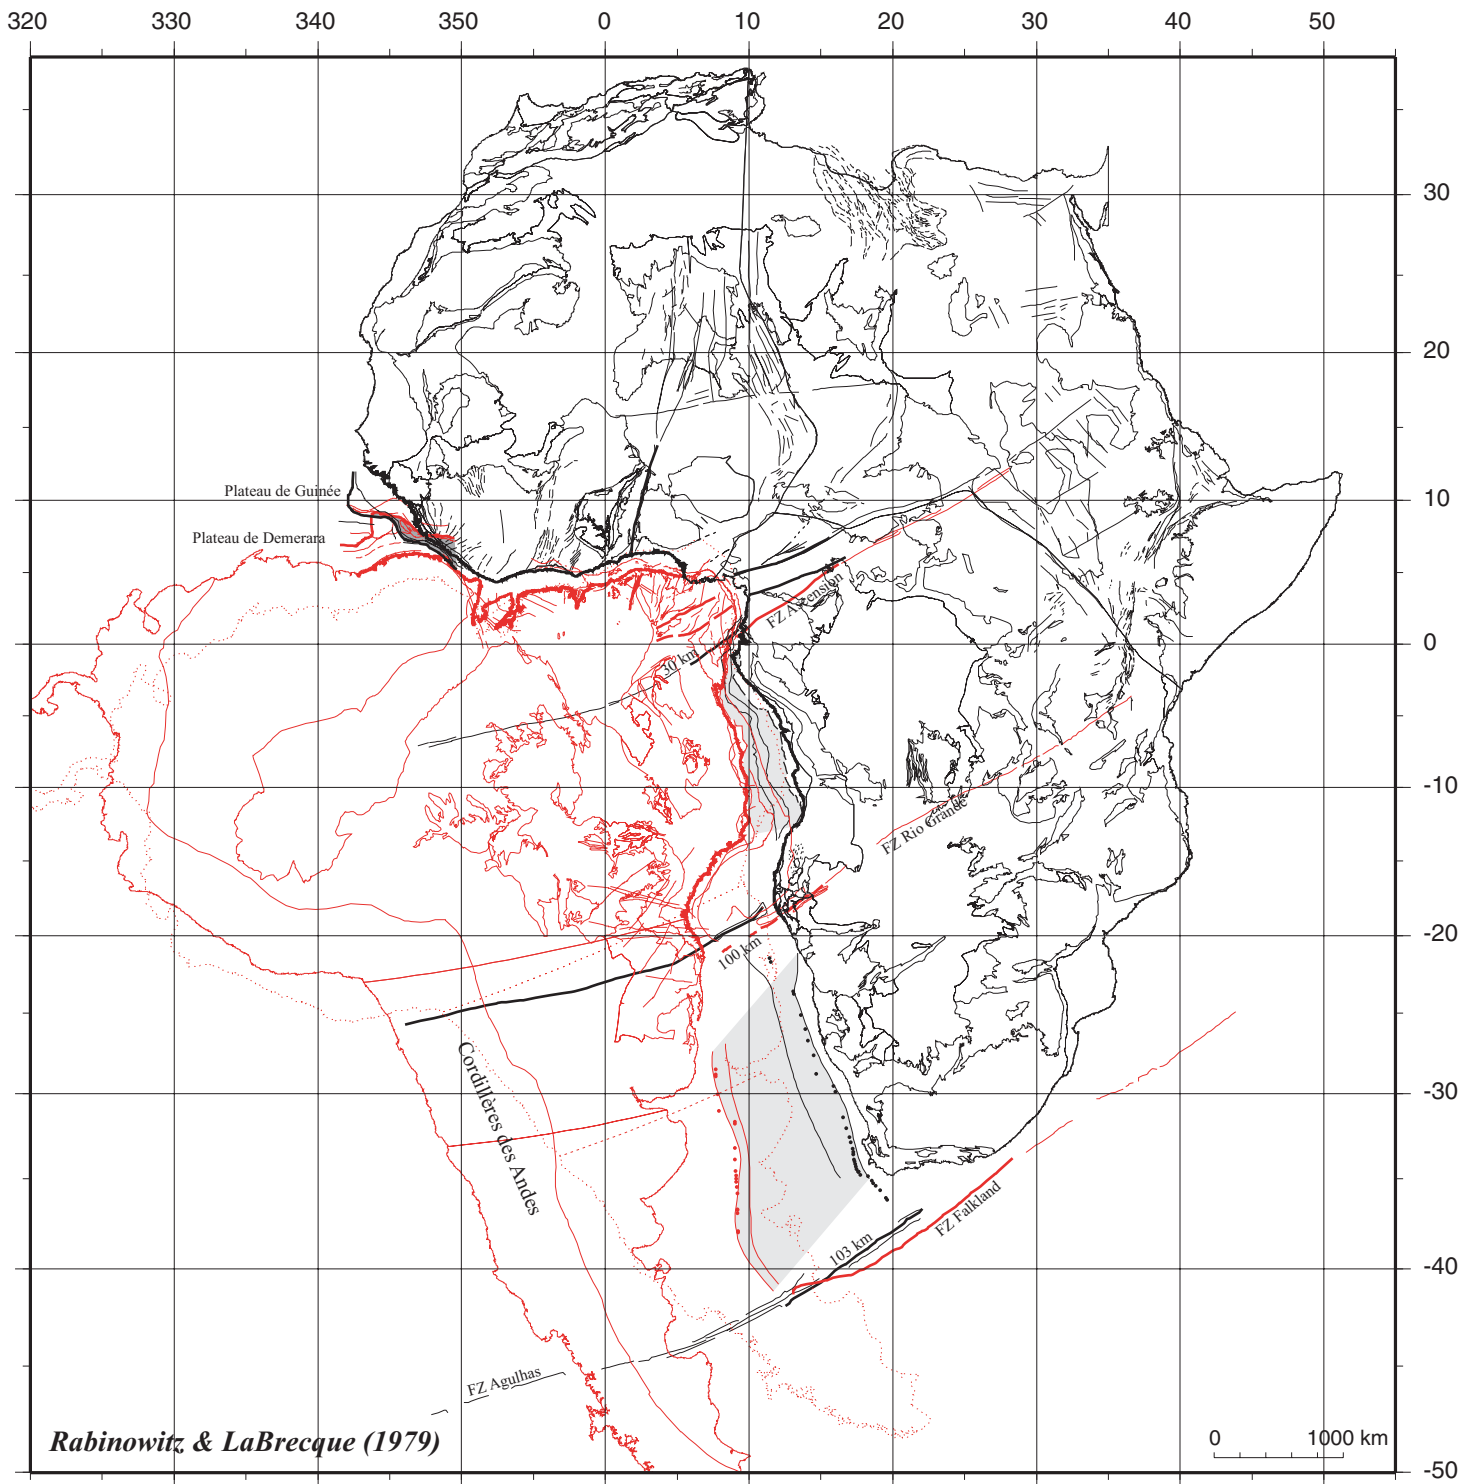 320 330 340 350 0 10 20 30 40 50
30
20
Plateau de Guinée
10
Plateau de Demerara
FZ Ascension
0
30 km
-10
FZ Rio Grande
-20
100 km
Cordillères des Andes
-30
FZ Falkland
103 km
-40
FZ Agulhas
Rabinowitz & LaBrecque (1979)
0 1000 km
-50